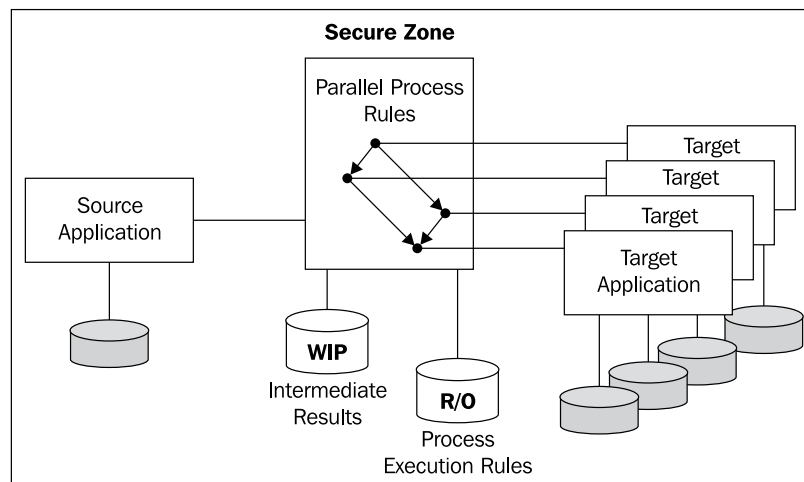 Secure Zone
Parallel Process
Rules
Source
Application
Target
Target
Target
Target
Application
WIP
Intermediate
Results
R/O
Process
Execution Rules